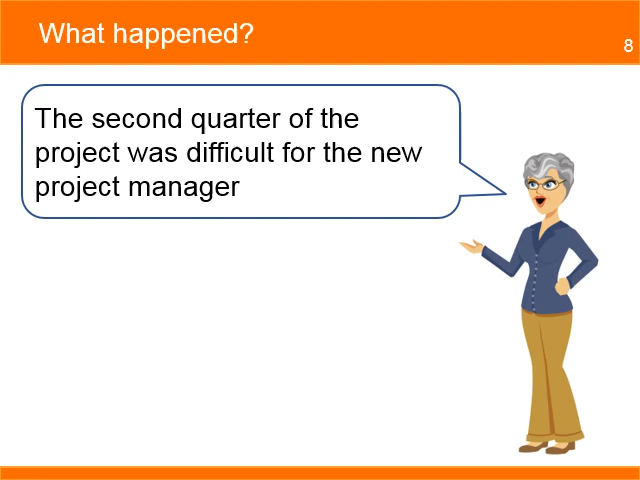 What happened?
8
The second quarter of the
project was difficult for the new
project manager